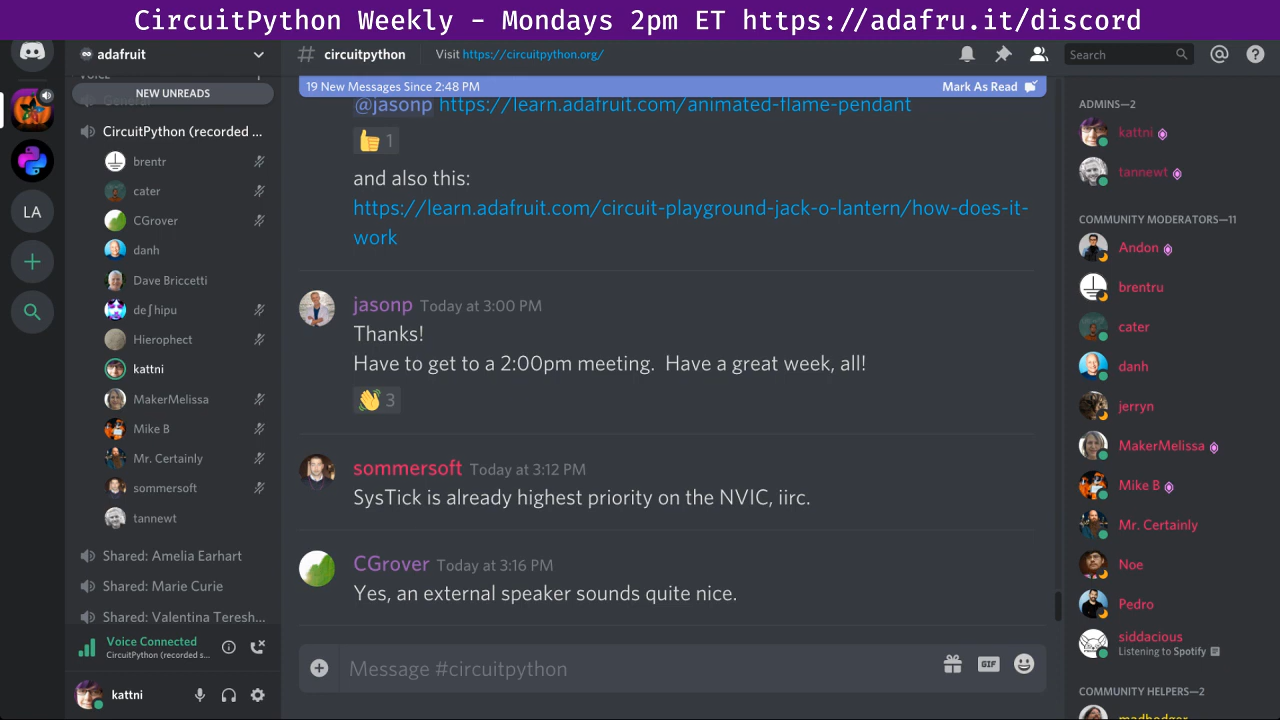 CircuitPython Weekly - Mondays 2pm ET https://adafru.it/discord
adafruit
NEW UNREADS
CircuitPython (recorded ...
brentr
cater
CGrover
danh
Dave Briccetti
de∫hipu
Hierophect
kattni
MakerMelissa
Mike B
Mr. Certainly
sommersoft
tannewt
Shared: Amelia Earhart
Shared: Marie Curie
Shared: Valentina Teresh...
Voice Connected
CircuitPython (recorded s...
kattni
LA
# circuitpython
Visit https://circuitpython.org/
Search
19 New Messages Since 2:48 PM
Mark As Read
@jasonp https://learn.adafruit.com/animated-flame-pendant
👍 1
and also this:
https://learn.adafruit.com/circuit-playground-jack-o-lantern/how-does-it-
work
jasonp Today at 3:00 PM
Thanks!
Have to get to a 2:00pm meeting. Have a great week, all!
👋 3
sommersoft Today at 3:12 PM
SysTick is already highest priority on the NVIC, iirc.
CGrover Today at 3:16 PM
Yes, an external speaker sounds quite nice.
Message #circuitpython
GIF
ADMINS—2
kattni
tannewt
COMMUNITY MODERATORS—11
Andon
brentru
cater
danh
jerryn
MakerMelissa
Mike B
Mr. Certainly
Noe
Pedro
siddacious
Listening to Spotify
COMMUNITY HELPERS—2